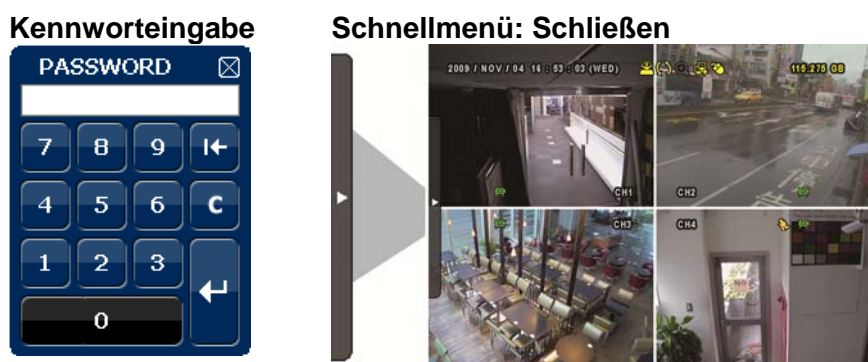 Kennworteingabe
Schnellmenü: Schließen
PASSWORD
7 8 9
4 5 6 C
1 2 3
0
2009 / NOV / 04 16 : 53 : 03 (WED)
115.275 GB
CH1
CH2
CH3
CH4